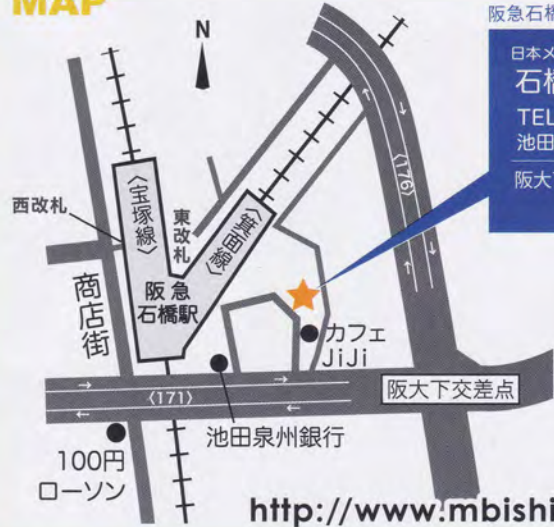 MAP
阪急石橋
日本メ
石橋
TEL
池田
阪大下
N
〈宝塚線〉
〈箕面線〉
〈176〉
西改札
東改札
阪急
石橋駅
商店街
カフェ
JiJi
〈171〉
阪大下交差点
池田泉州銀行
100円
ローソン
http://www.mbishi